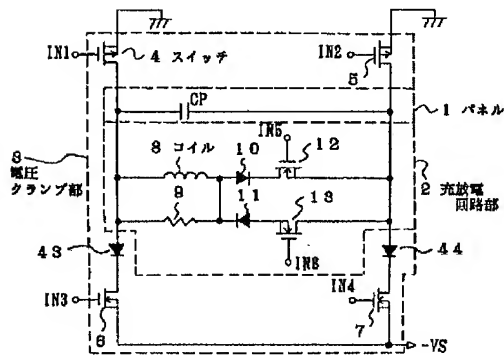 IN1
4 スイッチ
IN2
5
CP
1 パネル
IN5
8 コイル
10
12
3
電圧
クランプ部
9
11
13
2 充放電
回路部
43
IN6
44
IN3
6
IN4
7
-VS